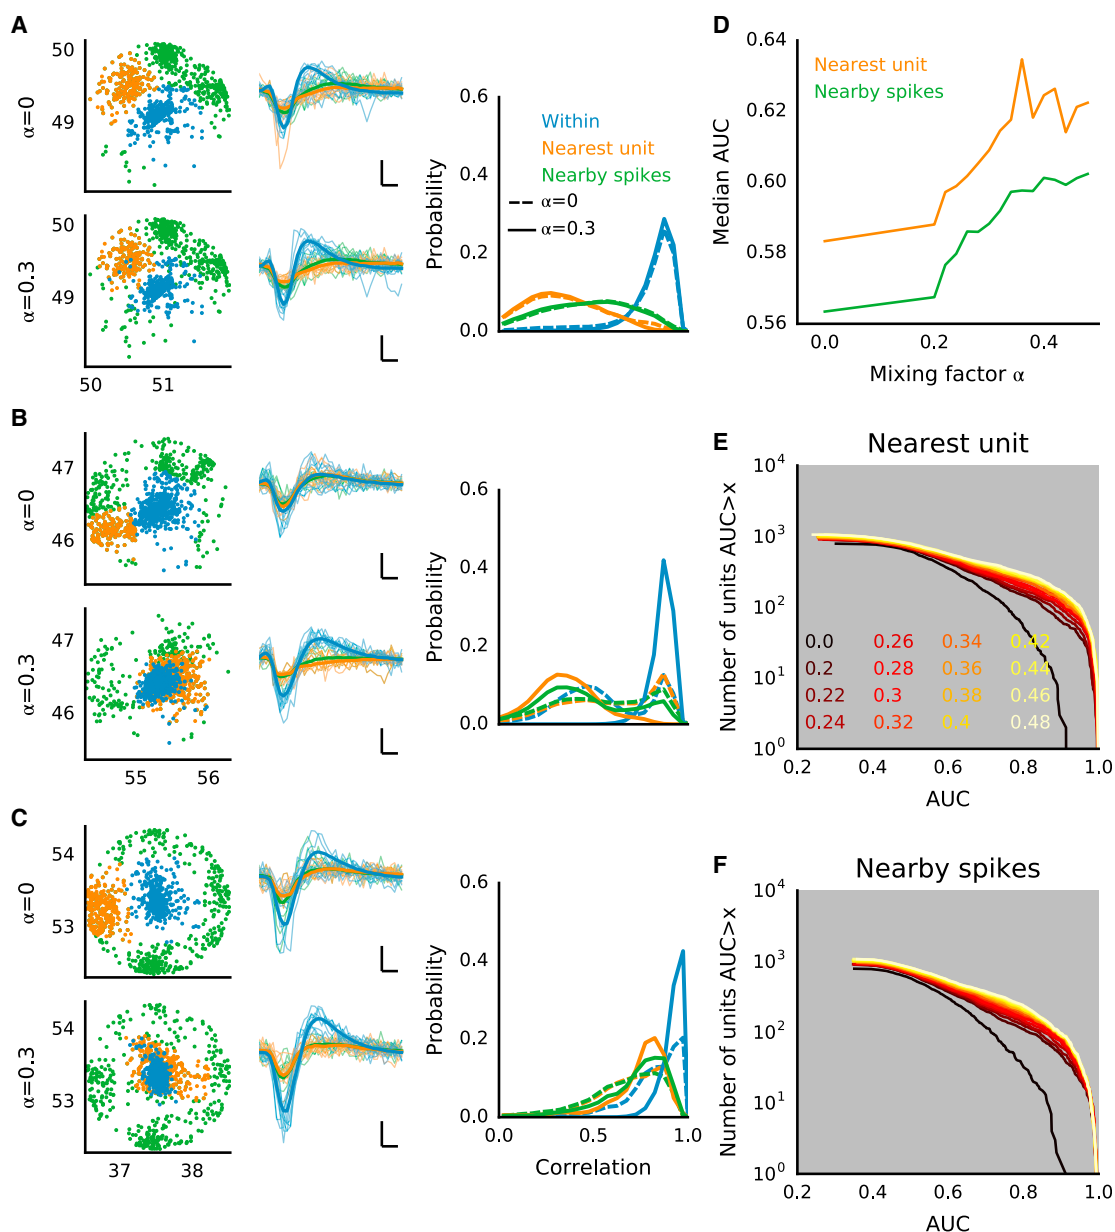 A
α=0
50
49
α=0.3
50
49
50
51
Probability
0.6
0.4
0.2
0.0
Within
Nearest unit
Nearby spikes
α=0
α=0.3
B
α=0
47
46
α=0.3
47
46
55
56
Probability
0.6
0.4
0.2
0.0
C
α=0
54
53
α=0.3
54
53
37
38
Probability
0.6
0.4
0.2
0.0
0.0
0.5
1.0
Correlation
D
Median AUC
0.64
0.62
0.60
0.58
0.56
Nearest unit
Nearby spikes
0.0
0.2
0.4
Mixing factor α
E
Nearest unit
Number of units AUC>x
10⁴
10³
10²
10¹
10⁰
0.0 0.26 0.34 0.42
0.2 0.28 0.36 0.44
0.22 0.3 0.38 0.46
0.24 0.32 0.4 0.48
0.2 0.4 0.6 0.8 1.0
AUC
F
Nearby spikes
Number of units AUC>x
10⁴
10³
10²
10¹
10⁰
0.2 0.4 0.6 0.8 1.0
AUC